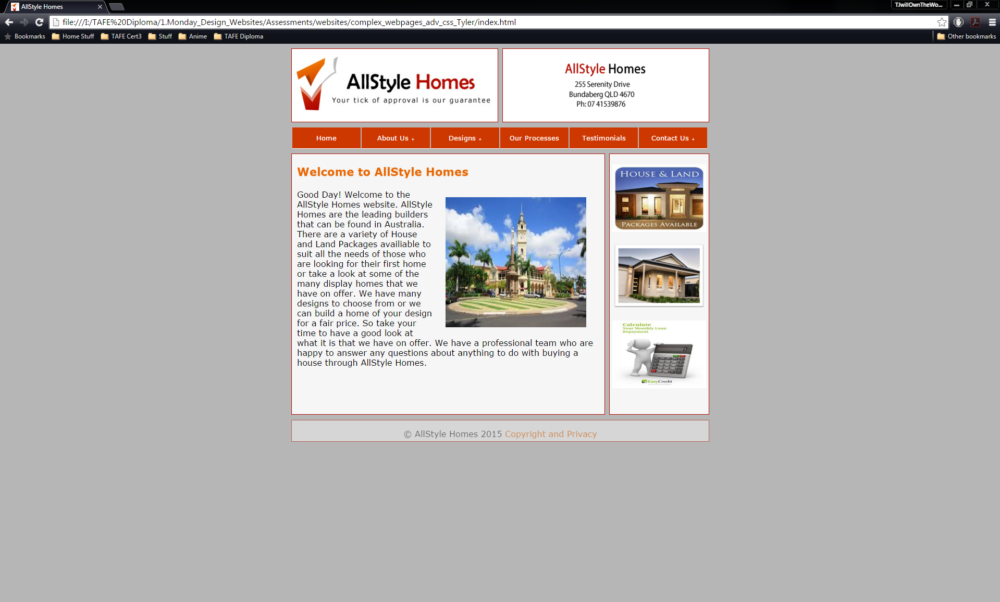 AllStyle Homes
TJwillOwnTheWo...
file:///I:/TAFE%20Diploma/1.Monday_Design_Websites/Assessments/websites/complex_webpages_adv_css_Tyler/index.html
Bookmarks Home Stuff TAFE Cert3 Stuff Anime TAFE Diploma Other bookmarks
AllStyle Homes
Your tick of approval is our guarantee
AllStyle Homes
255 Serenity Drive
Bundaberg QLD 4670
Ph: 07 41539876
Home About Us ↓ Designs ↓ Our Processes Testimonials Contact Us ↓
Welcome to AllStyle Homes
Good Day! Welcome to the
AllStyle Homes website. AllStyle
Homes are the leading builders
that can be found in Australia.
There are a variety of House
and Land Packages availiable to
suit all the needs of those who
are looking for their first home
or take a look at some of the
many display homes that we
have on offer. We have many
designs to choose from or we
can build a home of your design
for a fair price. So take your
time to have a good look at
what it is that we have on offer. We have a professional team who are
happy to answer any questions about anything to do with buying a
house through AllStyle Homes.
HOUSE & LAND
PACKAGES AVAILABLE
Calculate
Your Monthly Loan
Repayment
EasyCredit
© AllStyle Homes 2015 Copyright and Privacy